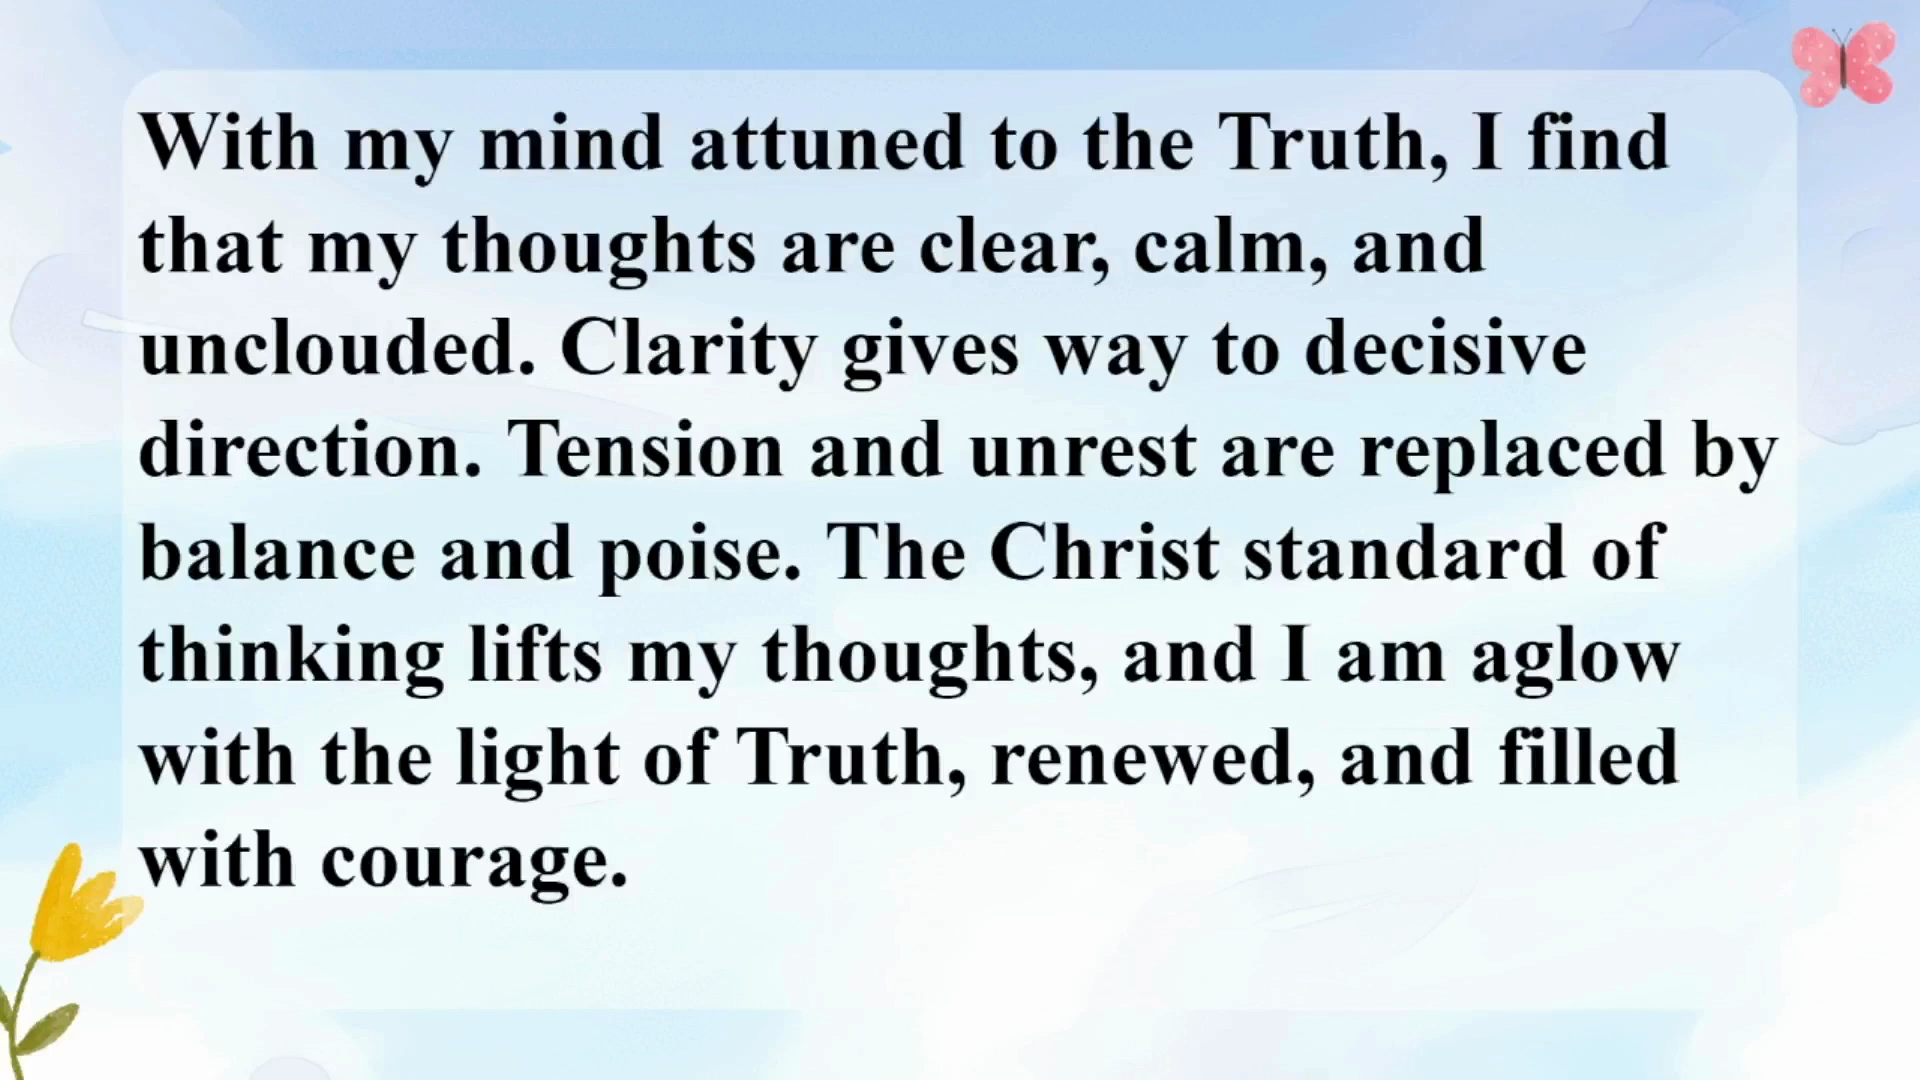 With my mind attuned to the Truth, I find
that my thoughts are clear, calm, and
unclouded. Clarity gives way to decisive
direction. Tension and unrest are replaced by
balance and poise. The Christ standard of
thinking lifts my thoughts, and I am aglow
with the light of Truth, renewed, and filled
with courage.